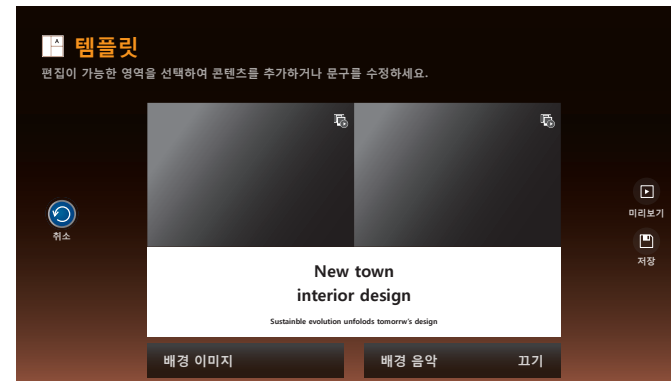 템플릿
편집이 가능한 영역을 선택하여 콘텐츠를 추가하거나 문구를 수정하세요.
취소
미리보기
저장
New town
interior design
Sustainble evolution unfolods tomorrw's design
배경 이미지
배경 음악 끄기